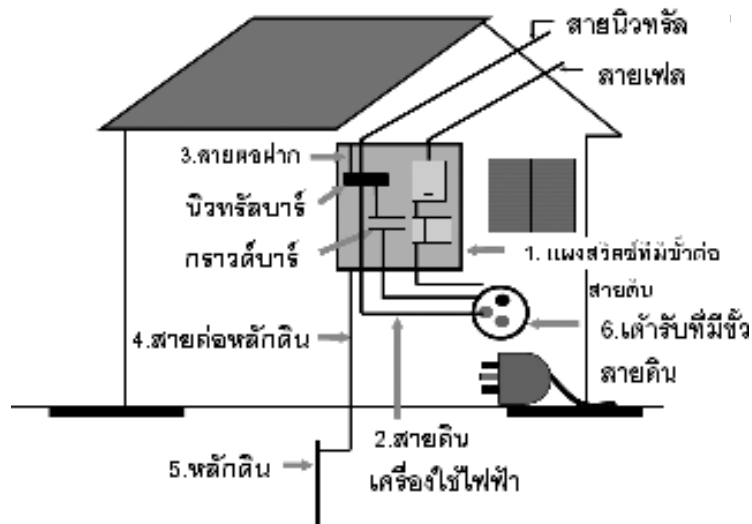 สายนิวทรัล
สายเฟส
3.สายต่อฝาก
นิวทรัลบาร์
กราวด์บาร์
1. แผงสวิตซ์ที่มีขั้วต่อ
สายดิน
6.เต้ารับที่มีขั้ว
สายดิน
4.สายต่อหลักดิน
2.สายดิน
เครื่องใช้ไฟฟ้า
5.หลักดิน